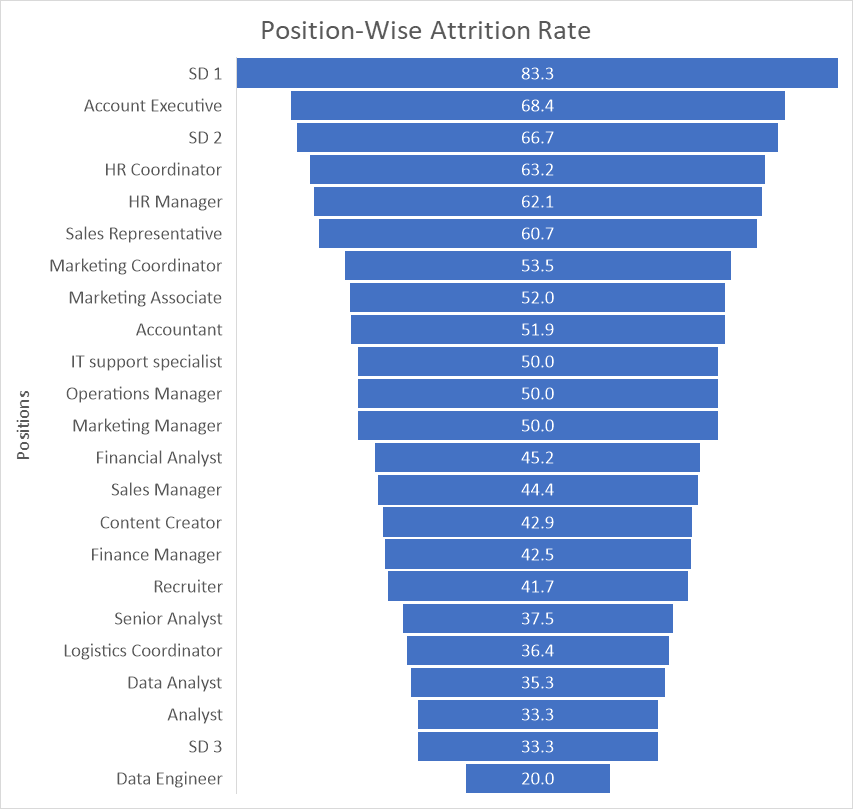 Position-Wise Attrition Rate
SD 1 83.3
Account Executive 68.4
SD 2 66.7
HR Coordinator 63.2
HR Manager 62.1
Sales Representative 60.7
Marketing Coordinator 53.5
Marketing Associate 52.0
Accountant 51.9
IT support specialist 50.0
Operations Manager 50.0
Marketing Manager 50.0
Financial Analyst 45.2
Sales Manager 44.4
Content Creator 42.9
Finance Manager 42.5
Recruiter 41.7
Senior Analyst 37.5
Logistics Coordinator 36.4
Data Analyst 35.3
Analyst 33.3
SD 3 33.3
Data Engineer 20.0
Positions